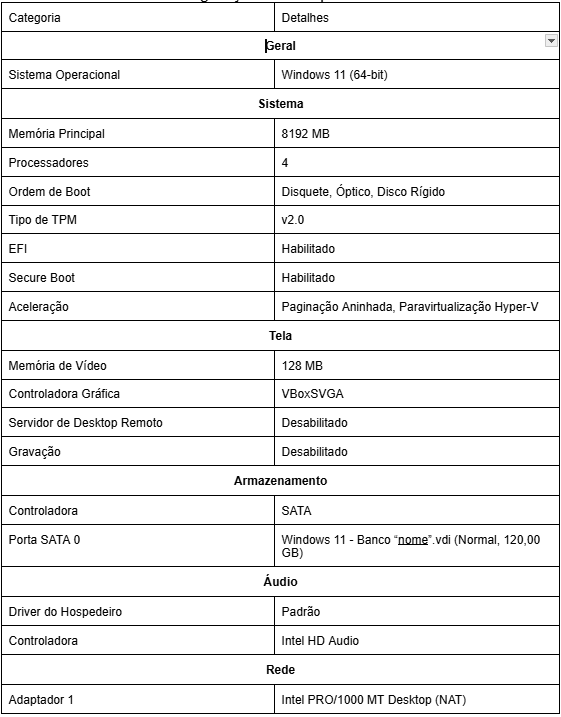 Categoria Detalhes
Geral
Sistema Operacional Windows 11 (64-bit)
Sistema
Memória Principal 8192 MB
Processadores 4
Ordem de Boot Disquete, Óptico, Disco Rígido
Tipo de TPM v2.0
EFI Habilitado
Secure Boot Habilitado
Aceleração Paginação Aninhada, Paravirtualização Hyper-V
Tela
Memória de Vídeo 128 MB
Controladora Gráfica VBoxSVGA
Servidor de Desktop Remoto Desabilitado
Gravação Desabilitado
Armazenamento
Controladora SATA
Porta SATA 0 Windows 11 - Banco “nome”.vdi (Normal, 120,00
GB)
Áudio
Driver do Hospedeiro Padrão
Controladora Intel HD Audio
Rede
Adaptador 1 Intel PRO/1000 MT Desktop (NAT)